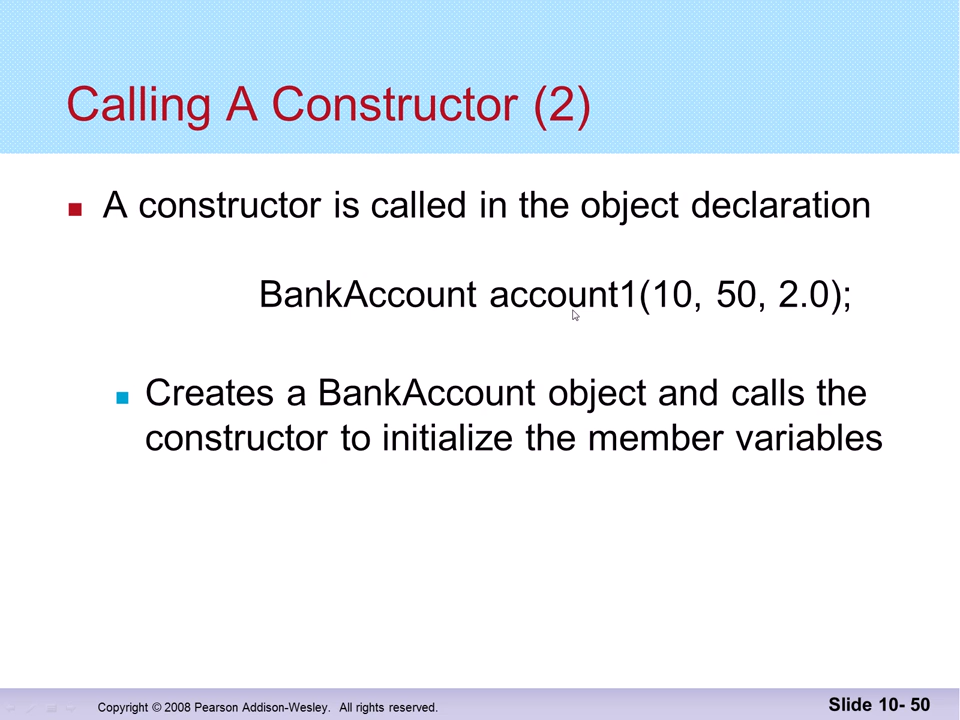 Calling A Constructor (2)
A constructor is called in the object declaration
BankAccount account1(10, 50, 2.0);
Creates a BankAccount object and calls the
constructor to initialize the member variables
Copyright © 2008 Pearson Addison-Wesley. All rights reserved.
Slide 10- 50